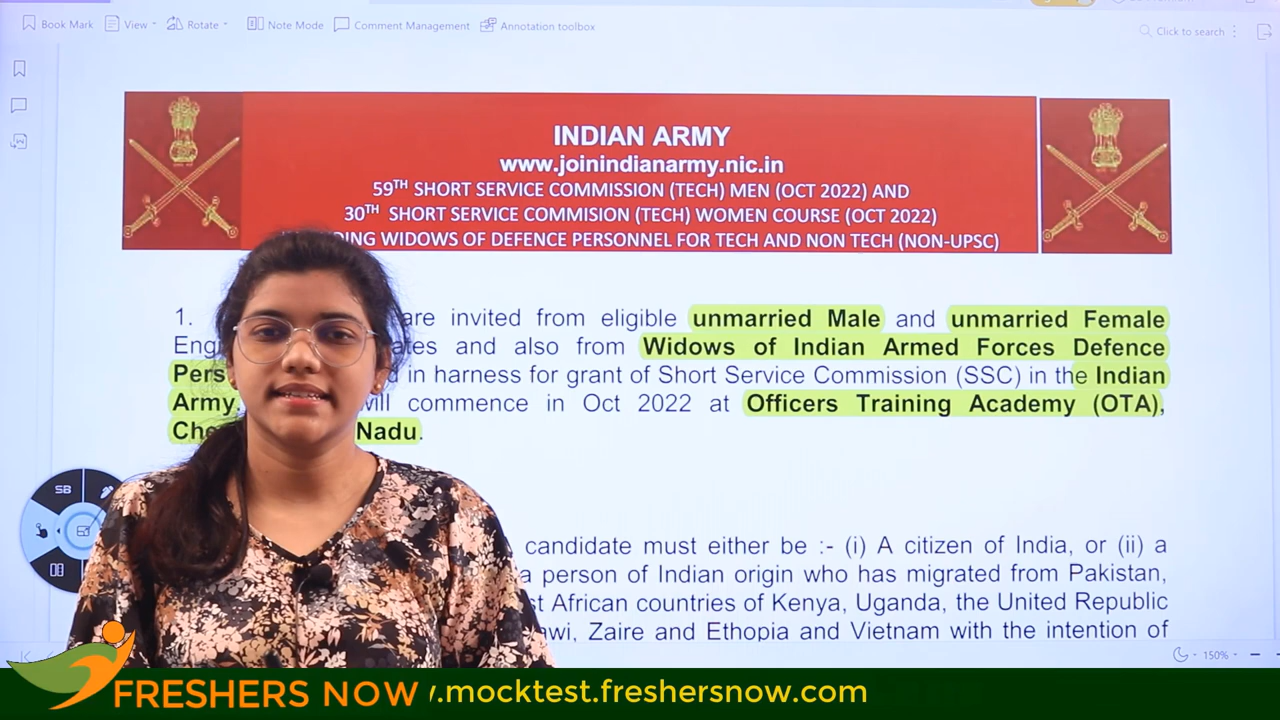 Book Mark View Rotate Note Mode Comment Management Annotation toolbox Click to search
INDIAN ARMY
www.joinindianarmy.nic.in
59TH SHORT SERVICE COMMISSION (TECH) MEN (OCT 2022) AND
30TH SHORT SERVICE COMMISION (TECH) WOMEN COURSE (OCT 2022)
WIDOWS OF DEFENCE PERSONNEL FOR TECH AND NON TECH (NON-UPSC)
1. are invited from eligible unmarried Male and unmarried Female
and also from Widows of Indian Armed Forces Defence
in harness for grant of Short Service Commission (SSC) in the Indian
Army will commence in Oct 2022 at Officers Training Academy (OTA),
Nadu.
SB
candidate must either be :- (i) A citizen of India, or (ii) a
a person of Indian origin who has migrated from Pakistan,
African countries of Kenya, Uganda, the United Republic
Zaire and Ethopia and Vietnam with the intention of
150%
FRESHERS NOW .mocktest.freshersnow.com